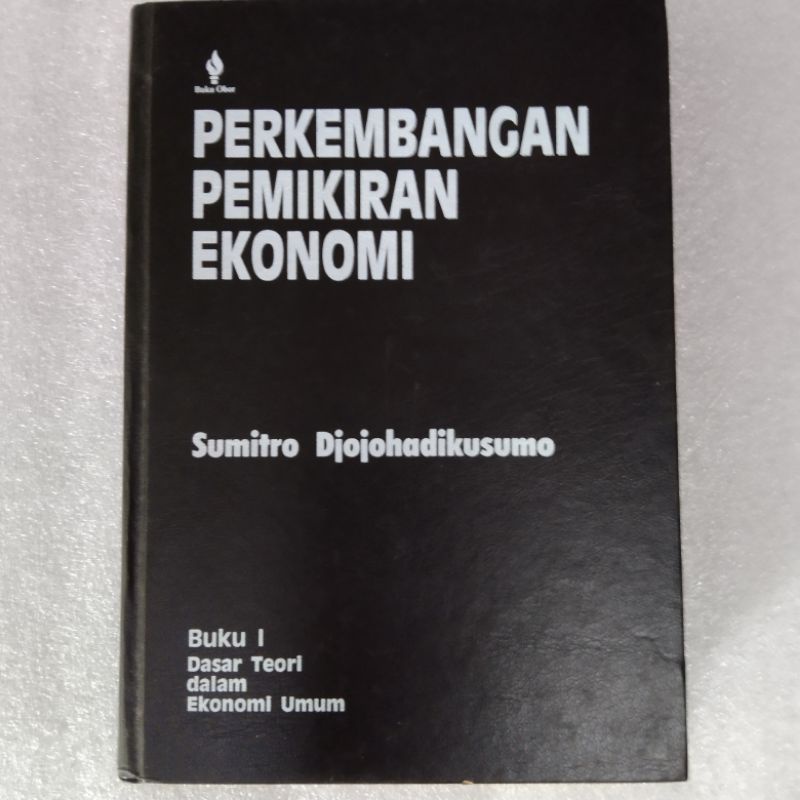 Buku Obor
PERKEMBANGAN
PEMIKIRAN
EKONOMI
Sumitro Djojohadikusumo
Buku I
Dasar Teori
dalam
Ekonomi Umum